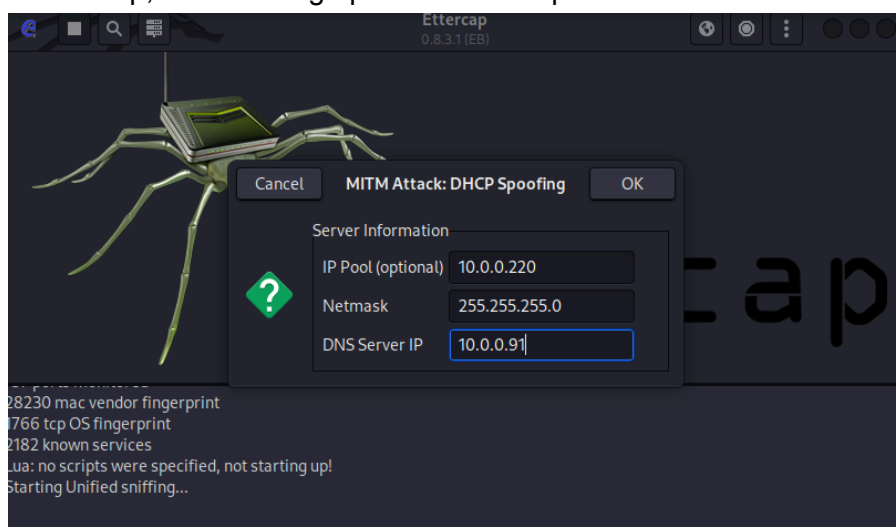 Ettercap
0.8.3.1 (EB)
Cancel
MITM Attack: DHCP Spoofing
OK
Server Information
IP Pool (optional) 10.0.0.220
Netmask 255.255.255.0
DNS Server IP 10.0.0.91
cap
28230 mac vendor fingerprint
1766 tcp OS fingerprint
2182 known services
Lua: no scripts were specified, not starting up!
Starting Unified sniffing...